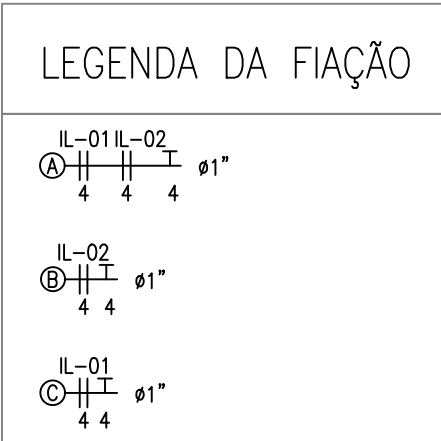 LEGENDA DA FIAÇÃO
IL-01 IL-02
A ø1"
4 4 4
IL-02
B ø1"
4 4
IL-01
C ø1"
4 4